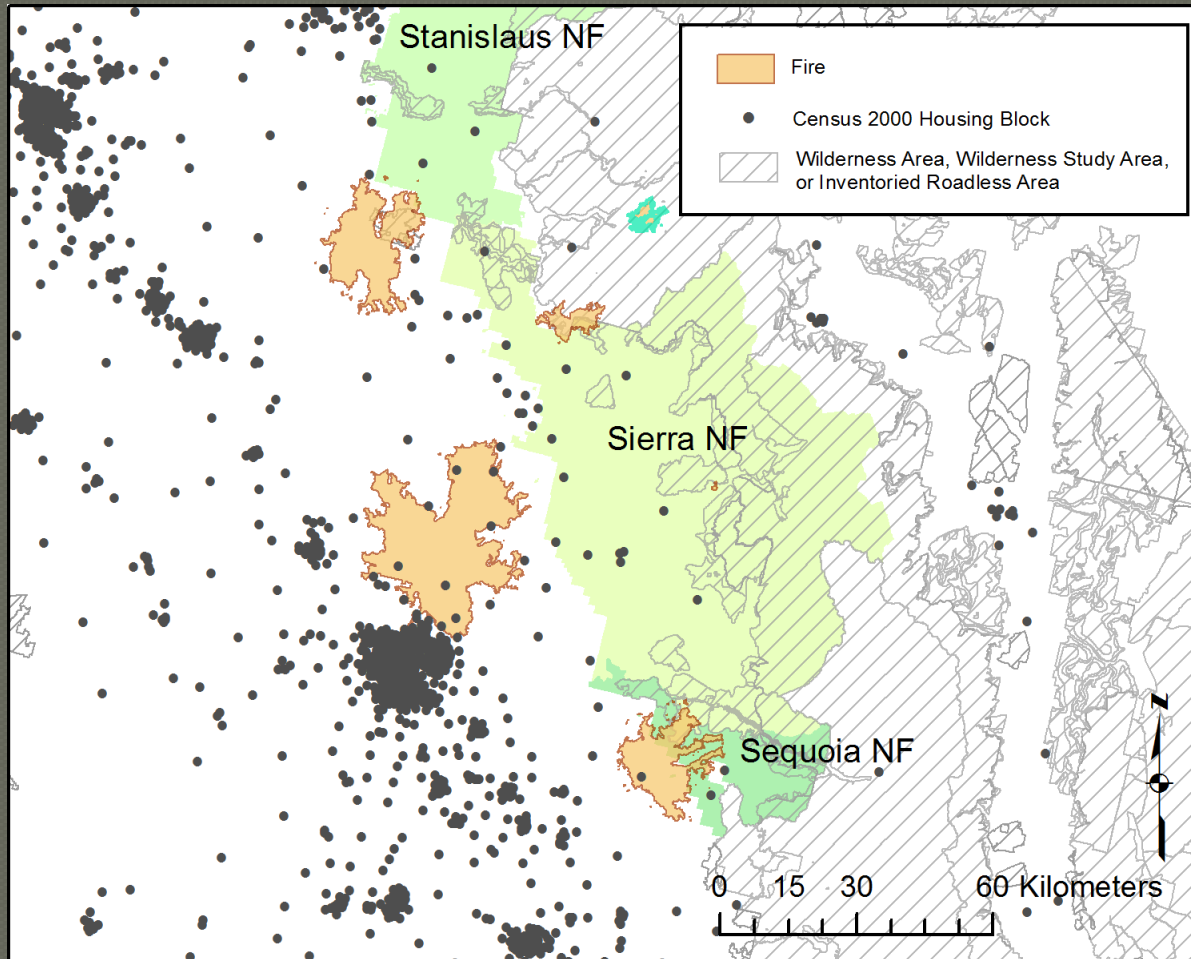 Stanislaus NF
Fire
Census 2000 Housing Block
Wilderness Area, Wilderness Study Area,
or Inventoried Roadless Area
Sierra NF
Sequoia NF
N
0 15 30 60 Kilometers